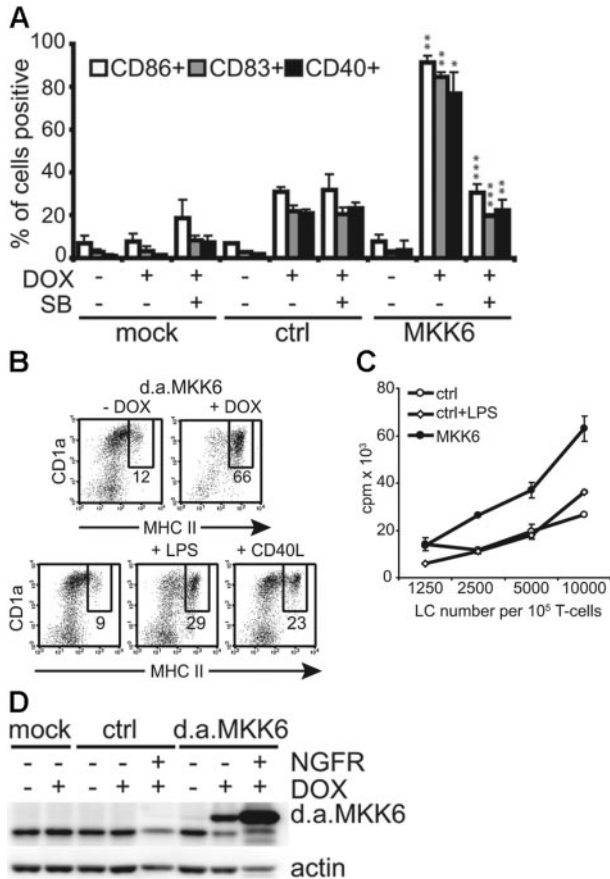 A
% of cells positive
100
80
60
40
20
0
CD86+ CD83+ CD40+
** ** * *** *** **
DOX - + + - + + - + +
SB + + +
mock ctrl MKK6
B
d.a.MKK6
- DOX + DOX
CD1a
12 66
MHC II
+ LPS + CD40L
CD1a
9 29 23
MHC II
C
cpm x 10³
80
60
40
20
0
ctrl
ctrl+LPS
MKK6
1250 2500 5000 10000
LC number per 10⁵ T-cells
D
mock ctrl d.a.MKK6
- - - - + - - + NGFR
- + - + + - + + DOX
d.a.MKK6
actin